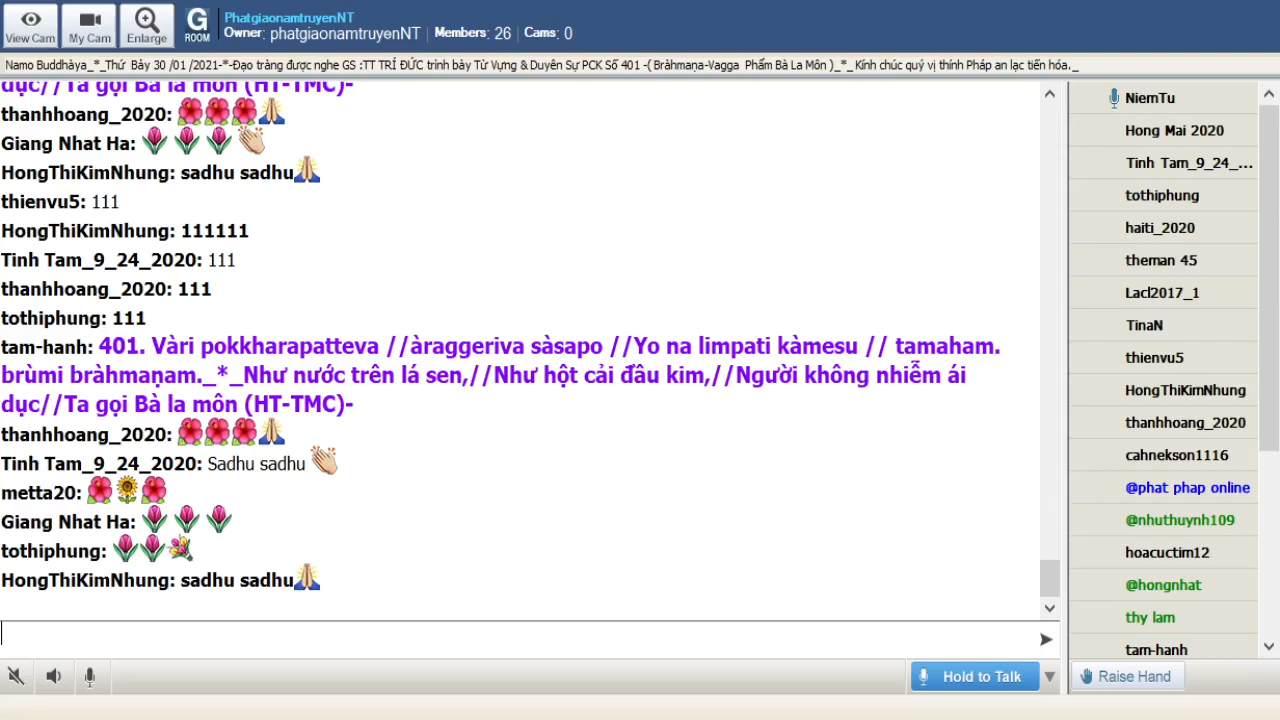 View Cam
My Cam
Enlarge
G
ROOM
PhatgiaonamtruyenNT
Owner: phatgiaonamtruyenNT | Members: 26 | Cams: 0
Namo Buddhàya_*_Thứ Bảy 30 /01 /2021-*-Đạo tràng được nghe GS :TT TRÍ ĐỨC trình bày Từ Vựng & Duyên Sự PCK Số 401 -( Bràhmaṇa-Vagga Phẩm Bà La Môn )_*_ Kính chúc quý vị thính Pháp an lạc tiến hóa._
dục//Ta gọi Bà la môn (HT-TMC)-
thanhhoang_2020:
Giang Nhat Ha:
HongThiKimNhung: sadhu sadhu
thienvu5: 111
HongThiKimNhung: 111111
Tinh Tam_9_24_2020: 111
thanhhoang_2020: 111
tothiphung: 111
tam-hanh: 401. Vàri pokkharapatteva //àraggeriva sàsapo //Yo na limpati kàmesu // tamaham.
brùmi bràhmaṇam._*_Như nước trên lá sen,//Như hột cải đầu kim,//Người không nhiễm ái
dục//Ta gọi Bà la môn (HT-TMC)-
thanhhoang_2020:
Tinh Tam_9_24_2020: Sadhu sadhu
metta20:
Giang Nhat Ha:
tothiphung:
HongThiKimNhung: sadhu sadhu
Hold to Talk
NiemTu
Hong Mai 2020
Tinh Tam_9_24_...
tothiphung
haiti_2020
theman 45
Lacl2017_1
TinaN
thienvu5
HongThiKimNhung
thanhhoang_2020
cahnekson1116
@phat phap online
@nhuthuynh109
hoacuctim12
@hongnhat
thy lam
tam-hanh
Raise Hand